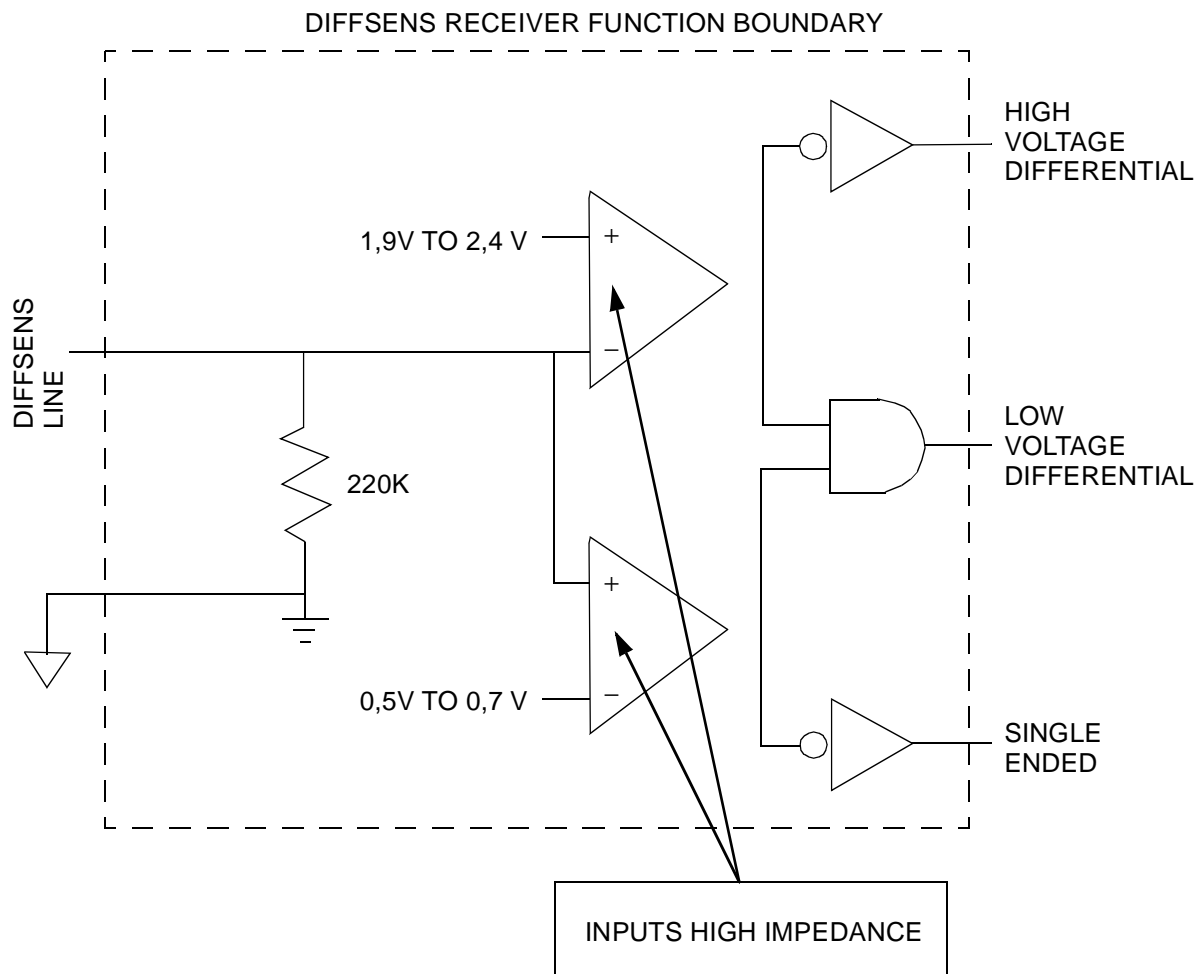 DIFFSENS RECEIVER FUNCTION BOUNDARY
HIGH
VOLTAGE
DIFFERENTIAL
+
1,9V TO 2,4 V
DIFFSENS
LINE
−
220K
LOW
VOLTAGE
DIFFERENTIAL
+
0,5V TO 0,7 V
−
SINGLE
ENDED
INPUTS HIGH IMPEDANCE